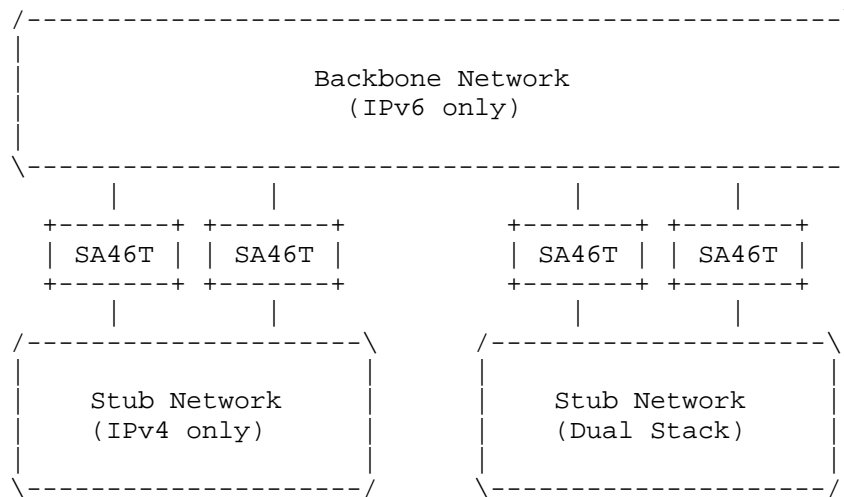 Backbone Network
(IPv6 only)
SA46T SA46T SA46T SA46T
Stub Network Stub Network
(IPv4 only) (Dual Stack)